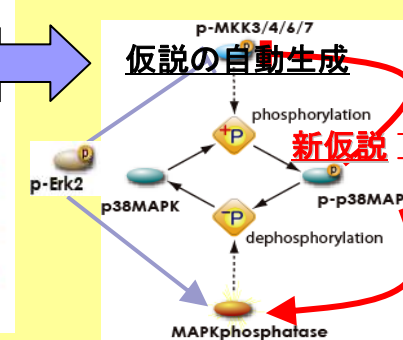 p-MKK3/4/6/7
p
仮説の自動生成
phosphorylation
+P
新仮説
p
p-Erk2
p
p38MAPK
p-p38MAP
-P
dephosphorylation
MAPKphosphatase